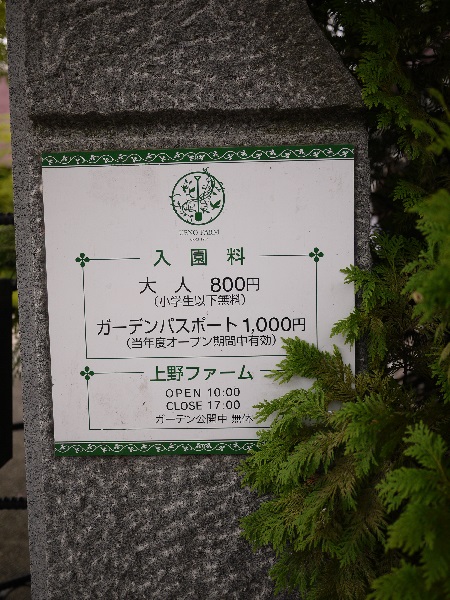 UENO FARM
入園料
大人 800円
(小学生以下無料)
ガーデンパスポート 1,000円
(当年度オープン期間中有効)
上野ファーム
OPEN 10:00
CLOSE 17:00
ガーデン公開中 無休